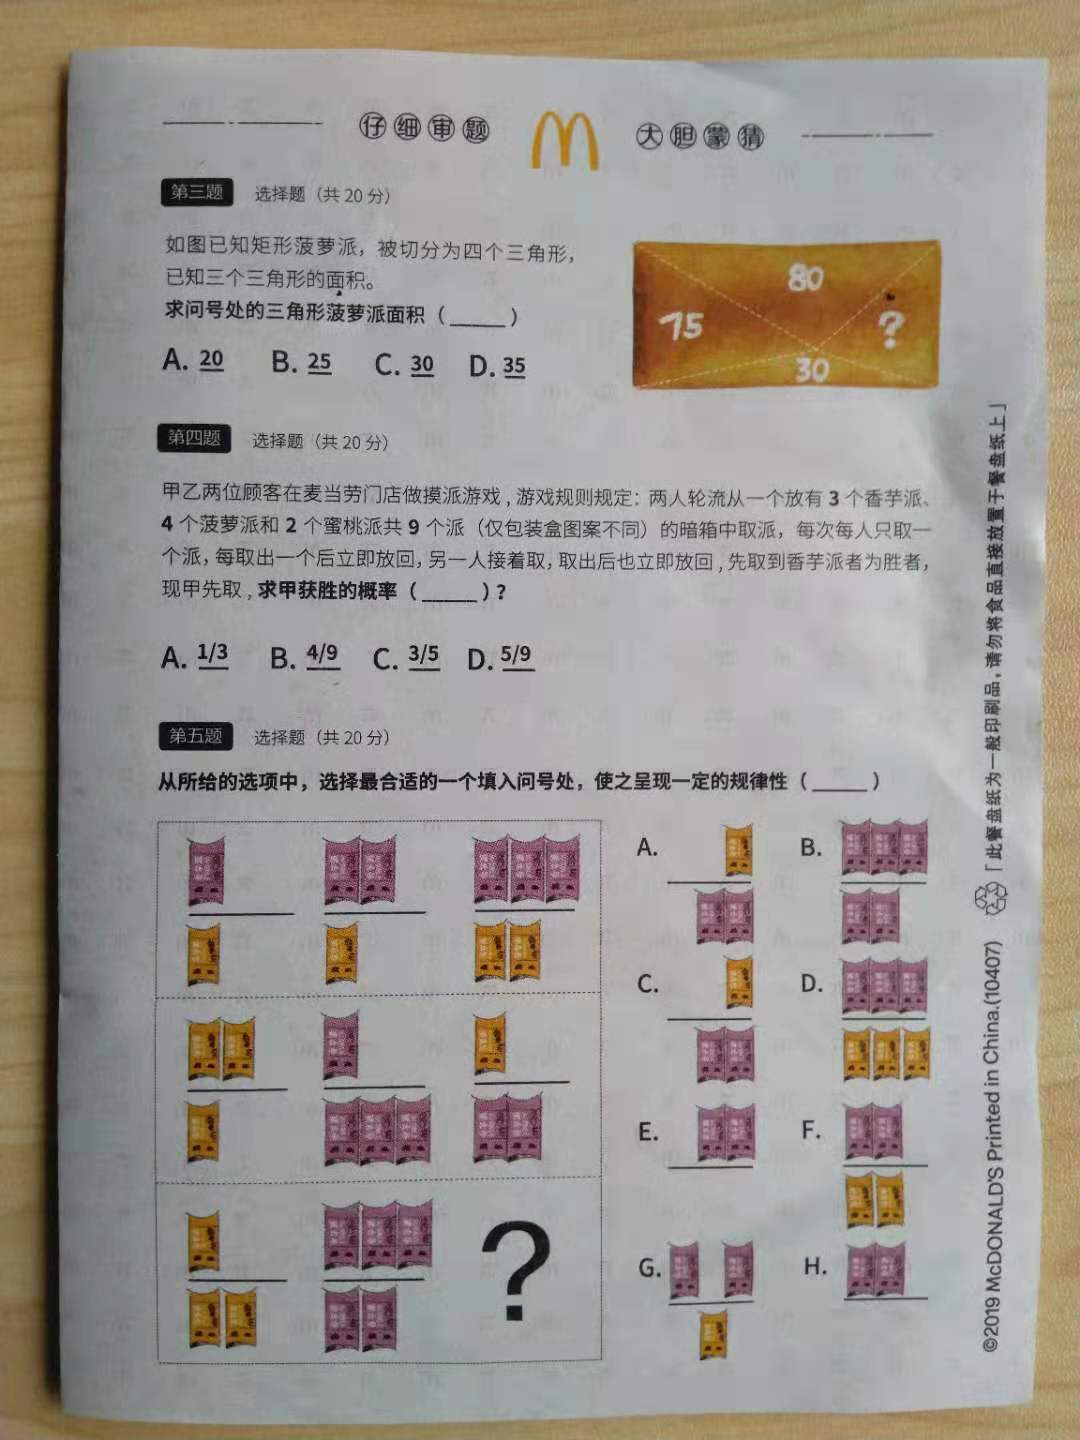 仔细审题 大胆蒙猜
第三题 选择题（共 20 分）
如图已知矩形菠萝派，被切分为四个三角形，
已知三个三角形的面积。
求问号处的三角形菠萝派面积（_____）
A. 20 B. 25 C. 30 D. 35
80
75
?
30
第四题 选择题（共 20 分）
甲乙两位顾客在麦当劳门店做摸派游戏，游戏规则规定：两人轮流从一个放有 3 个香芋派、
4 个菠萝派和 2 个蜜桃派共 9 个派（仅包装盒图案不同）的暗箱中取派，每次每人只取一
个派，每取出一个后立即放回，另一人接着取，取出后也立即放回，先取到香芋派者为胜者，
现甲先取，求甲获胜的概率（_____）？
A. 1/3 B. 4/9 C. 3/5 D. 5/9
第五题 选择题（共 20 分）
从所给的选项中，选择最合适的一个填入问号处，使之呈现一定的规律性（_____）
?
A. B.
C. D.
E. F.
G. H.
「此餐盘纸为一般印刷品，请勿将食品直接放置于餐盘纸上」
©2019 McDONALD'S Printed in China.(10407)